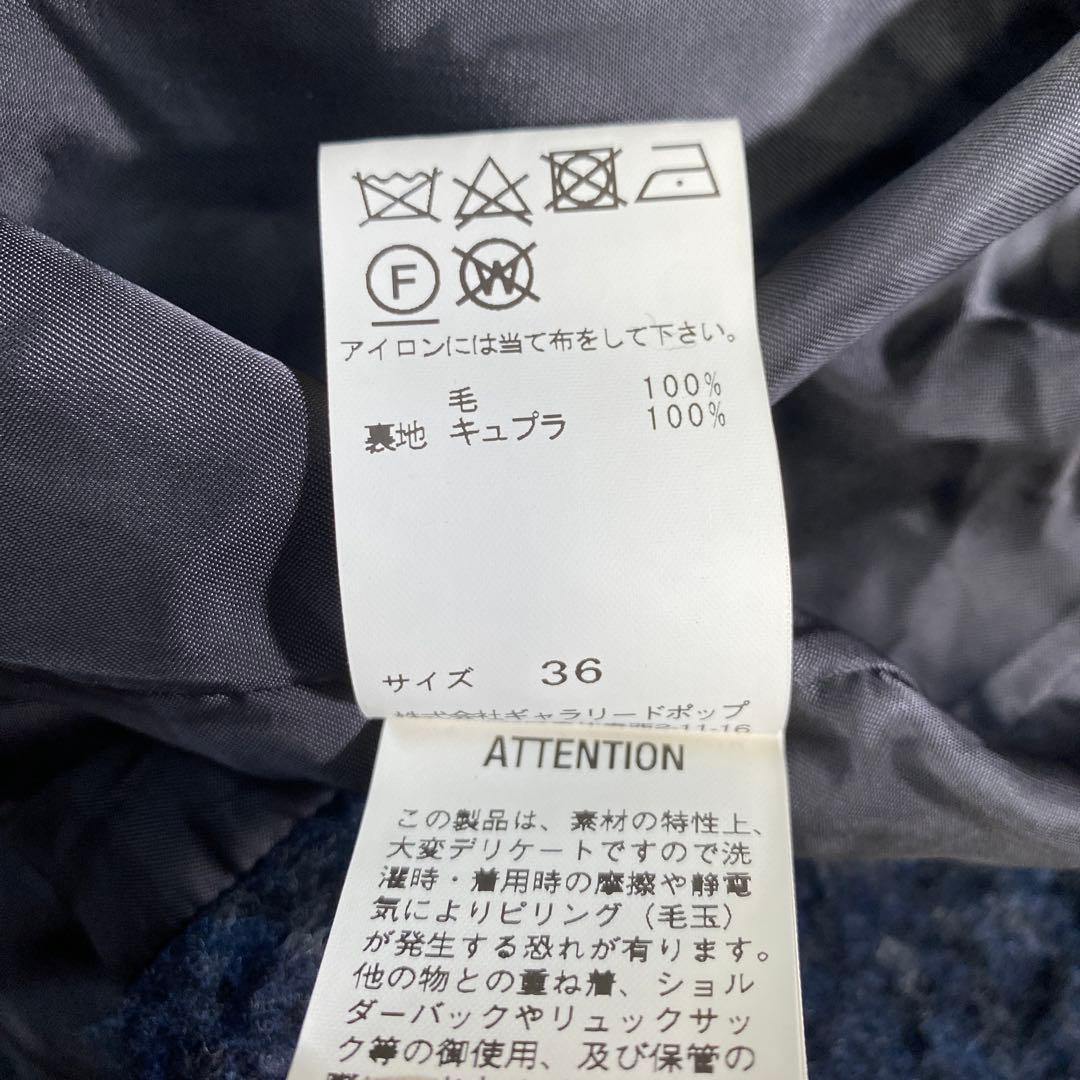 F W
アイロンには当て布をして下さい。
毛 100%
裏地 キュプラ 100%
サイズ 36
株式会社ギャラリードポップ
2-11-16
ATTENTION
この製品は、素材の特性上、
大変デリケートですので洗
濯時・着用時の摩擦や静電
気によりピリング(毛玉)
が発生する恐れが有ります。
他の物との重ね着、ショル
ダーバックやリュックサッ
ク等の御使用、及び保管の